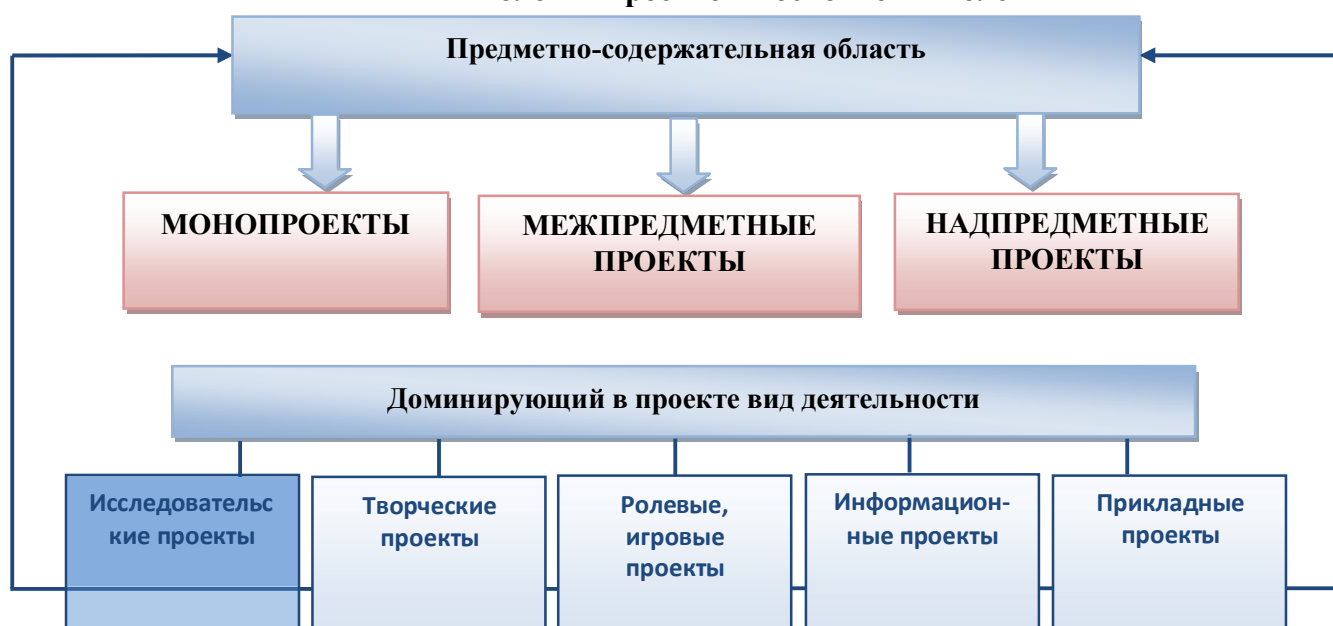 Предметно-содержательная область
МОНОПРОЕКТЫ
МЕЖПРЕДМЕТНЫЕ
ПРОЕКТЫ
НАДПРЕДМЕТНЫЕ
ПРОЕКТЫ
Доминирующий в проекте вид деятельности
Исследовательс
кие проекты
Творческие
проекты
Ролевые,
игровые
проекты
Информацион-
ные проекты
Прикладные
проекты